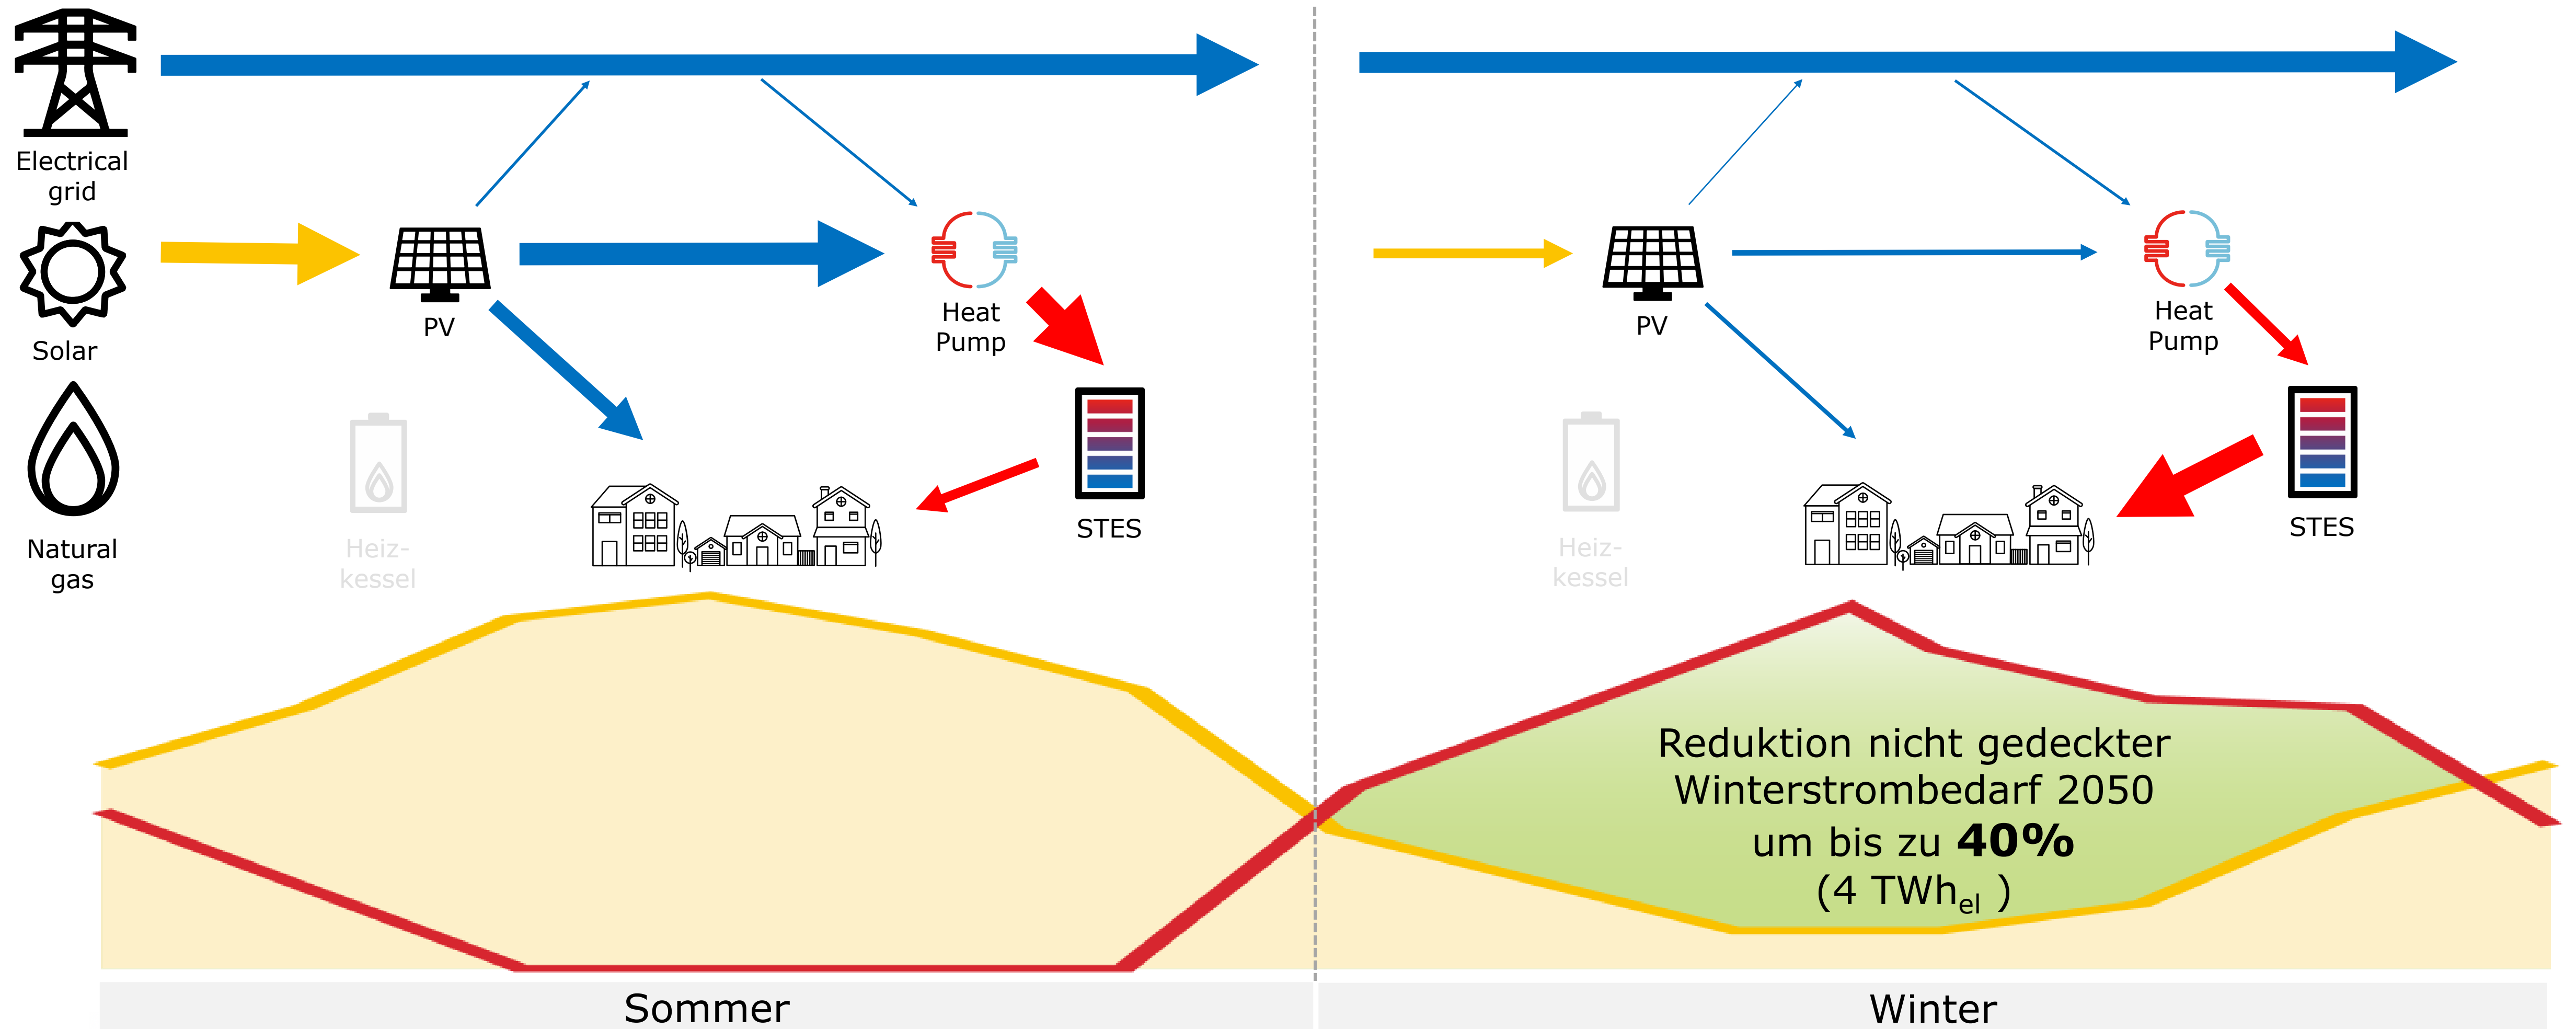 Electrical
grid
Solar
Natural
gas
PV
Heat
Pump
Heiz-
kessel
STES
PV
Heat
Pump
Heiz-
kessel
STES
Reduktion nicht gedeckter
Winterstrombedarf 2050
um bis zu 40%
(4 TWhel )
Sommer
Winter